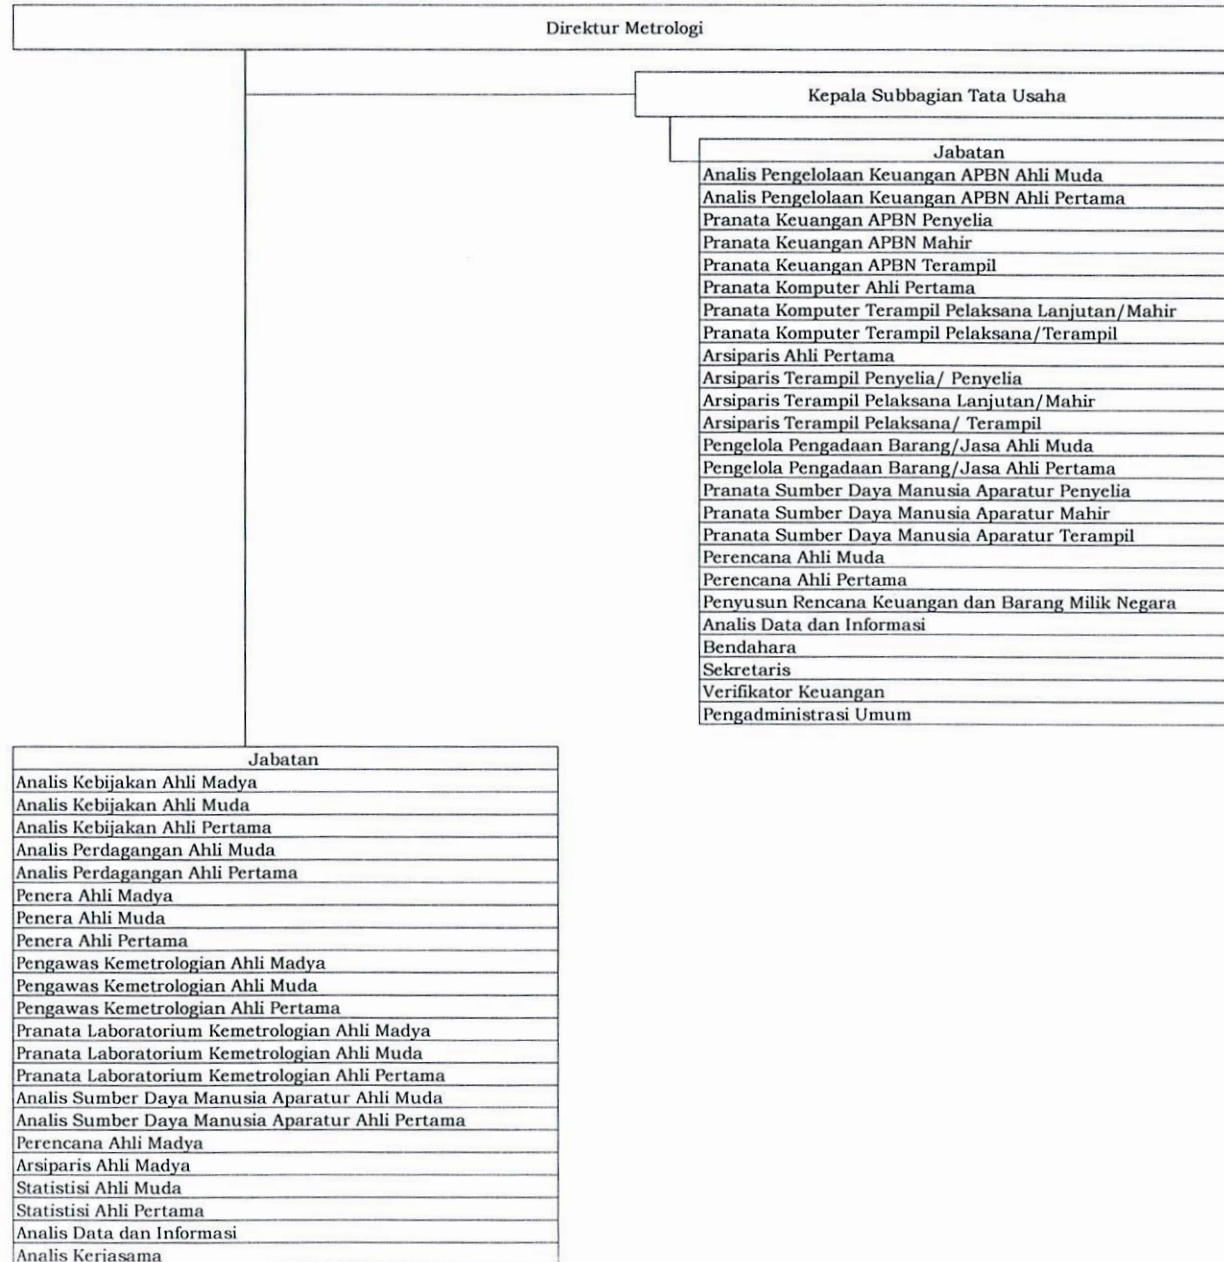 Direktur Metrologi
Kepala Subbagian Tata Usaha
Jabatan
Analis Pengelolaan Keuangan APBN Ahli Muda
Analis Pengelolaan Keuangan APBN Ahli Pertama
Pranata Keuangan APBN Penyelia
Pranata Keuangan APBN Mahir
Pranata Keuangan APBN Terampil
Pranata Komputer Ahli Pertama
Pranata Komputer Terampil Pelaksana Lanjutan/Mahir
Pranata Komputer Terampil Pelaksana/Terampil
Arsiparis Ahli Pertama
Arsiparis Terampil Penyelia/ Penyelia
Arsiparis Terampil Pelaksana Lanjutan/Mahir
Arsiparis Terampil Pelaksana/ Terampil
Pengelola Pengadaan Barang/Jasa Ahli Muda
Pengelola Pengadaan Barang/Jasa Ahli Pertama
Pranata Sumber Daya Manusia Aparatur Penyelia
Pranata Sumber Daya Manusia Aparatur Mahir
Pranata Sumber Daya Manusia Aparatur Terampil
Perencana Ahli Muda
Perencana Ahli Pertama
Penyusun Rencana Keuangan dan Barang Milik Negara
Analis Data dan Informasi
Bendahara
Sekretaris
Verifikator Keuangan
Pengadministrasi Umum
Jabatan
Analis Kebijakan Ahli Madya
Analis Kebijakan Ahli Muda
Analis Kebijakan Ahli Pertama
Analis Perdagangan Ahli Muda
Analis Perdagangan Ahli Pertama
Penera Ahli Madya
Penera Ahli Muda
Penera Ahli Pertama
Pengawas Kemetrologian Ahli Madya
Pengawas Kemetrologian Ahli Muda
Pengawas Kemetrologian Ahli Pertama
Pranata Laboratorium Kemetrologian Ahli Madya
Pranata Laboratorium Kemetrologian Ahli Muda
Pranata Laboratorium Kemetrologian Ahli Pertama
Analis Sumber Daya Manusia Aparatur Ahli Muda
Analis Sumber Daya Manusia Aparatur Ahli Pertama
Perencana Ahli Madya
Arsiparis Ahli Madya
Statistisi Ahli Muda
Statistisi Ahli Pertama
Analis Data dan Informasi
Analis Kerjasama